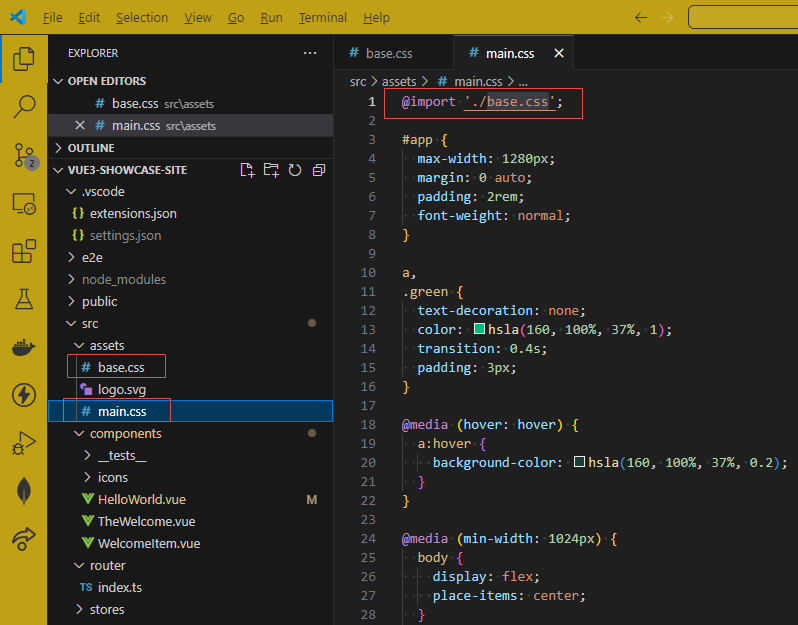 File Edit Selection View Go Run Terminal Help
EXPLORER ...
OPEN EDITORS
# base.css src\assets
# main.css src\assets
OUTLINE
VUE3-SHOWCASE-SITE
.vscode
{} extensions.json
{} settings.json
e2e
node_modules
public
src
assets
# base.css
logo.svg
# main.css
components
__tests__
icons
HelloWorld.vue M
TheWelcome.vue
WelcomeItem.vue
router
TS index.ts
stores
2
# base.css # main.css
src > assets > # main.css > ...
1 @import './base.css';
2
3 #app {
4 max-width: 1280px;
5 margin: 0 auto;
6 padding: 2rem;
7 font-weight: normal;
8 }
9
10 a,
11 .green {
12 text-decoration: none;
13 color: hsla(160, 100%, 37%, 1);
14 transition: 0.4s;
15 padding: 3px;
16 }
17
18 @media (hover: hover) {
19 a:hover {
20 background-color: hsla(160, 100%, 37%, 0.2);
21 }
22 }
23
24 @media (min-width: 1024px) {
25 body {
26 display: flex;
27 place-items: center;
28 }